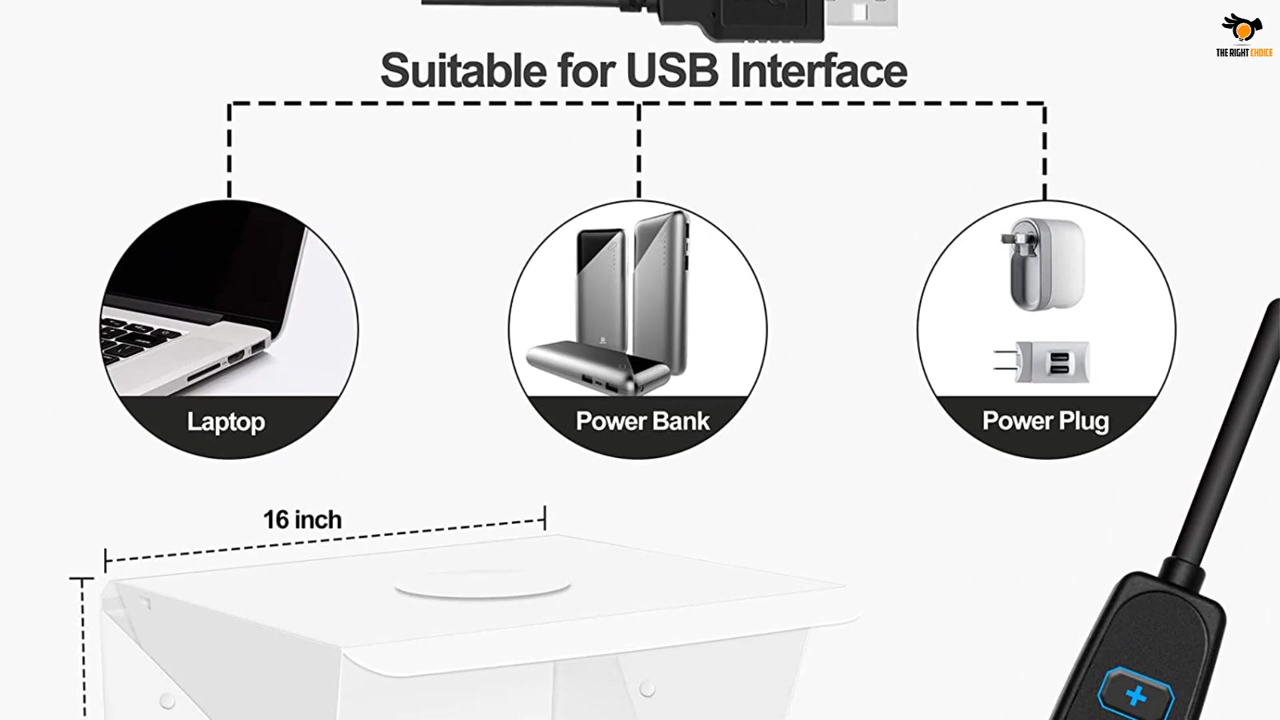 THE RIGHT CHOICE
Suitable for USB Interface
Laptop
Power Bank
Power Plug
16 inch
+